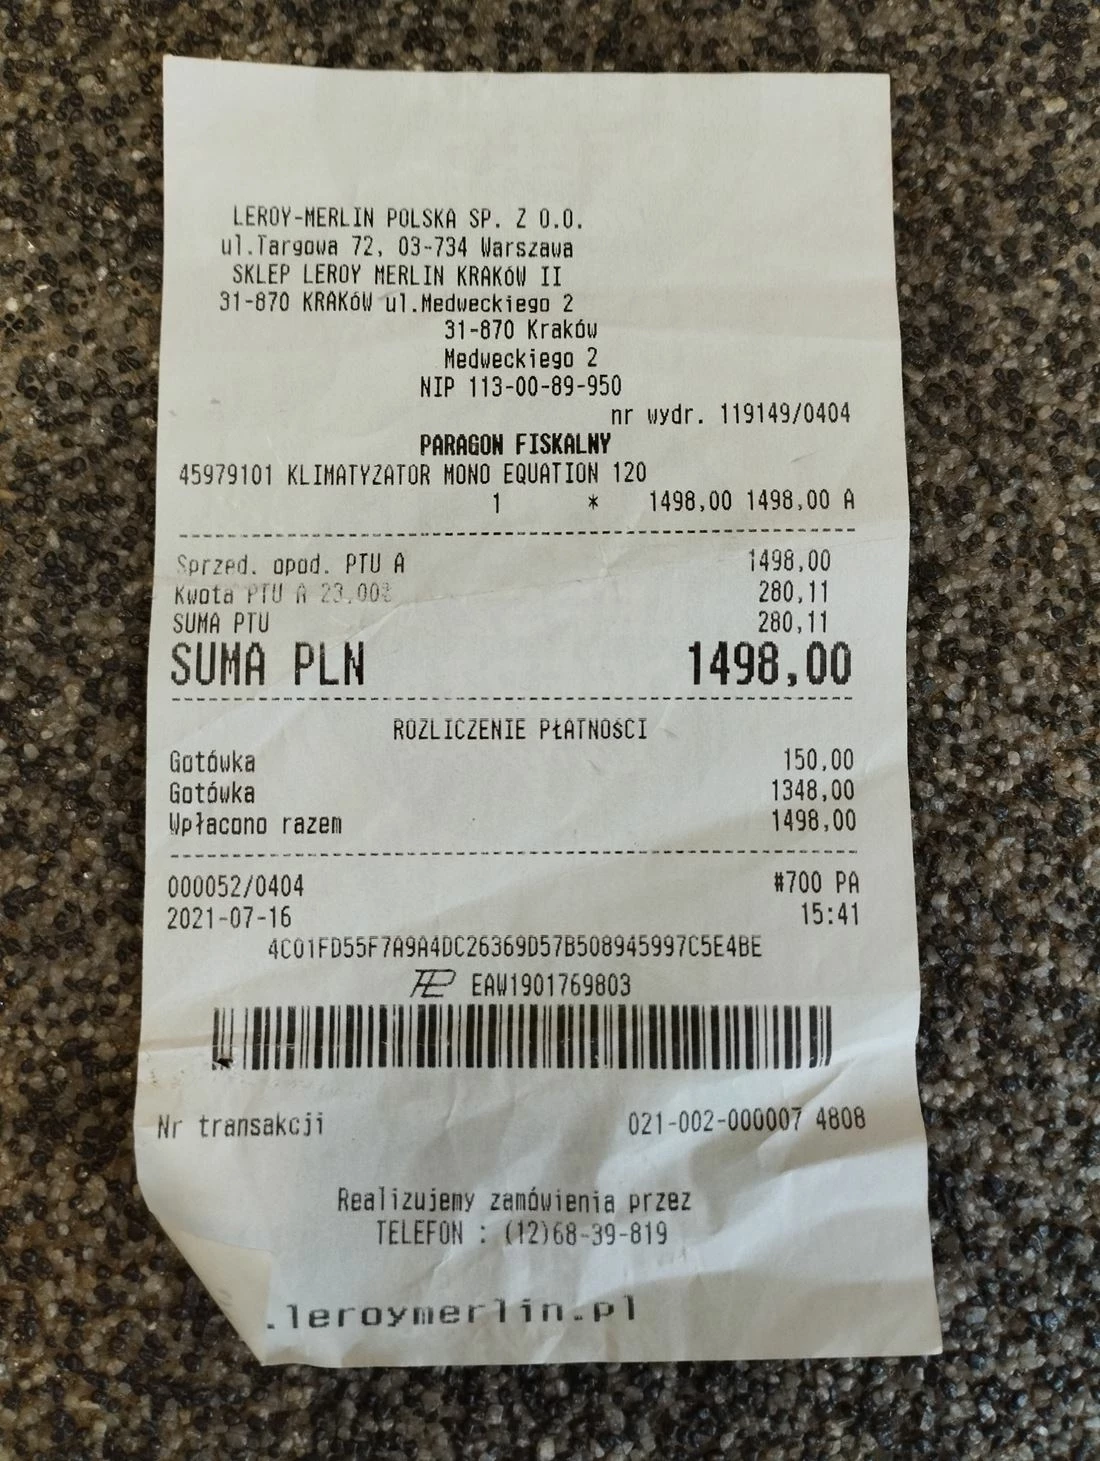 LEROY-MERLIN POLSKA SP. Z O.O.
ul.Targowa 72, 03-734 Warszawa
SKLEP LEROY MERLIN KRAKÓW II
31-870 KRAKÓW ul.Medweckiego 2
31-870 Kraków
Medweckiego 2
NIP 113-00-89-950
nr wydr. 119149/0404
PARAGON FISKALNY
45979101 KLIMATYZATOR MONO EQUATION 120
1 * 1498,00 1498,00 A
Sprzed. opod. PTU A 1498,00
Kwota PTU A 23,00% 280,11
SUMA PTU 280,11
SUMA PLN 1498,00
ROZLICZENIE PŁATNOŚCI
Gotówka 150,00
Gotówka 1348,00
Wpłacono razem 1498,00
000052/0404 #700 PA
2021-07-16 15:41
4C01FD55F7A9A4DC26369D57B508945997C5E4BE
EAW1901769803
Nr transakcji 021-002-000007 4808
Realizujemy zamówienia przez
TELEFON : (12)68-39-819
.leroymerlin.pl